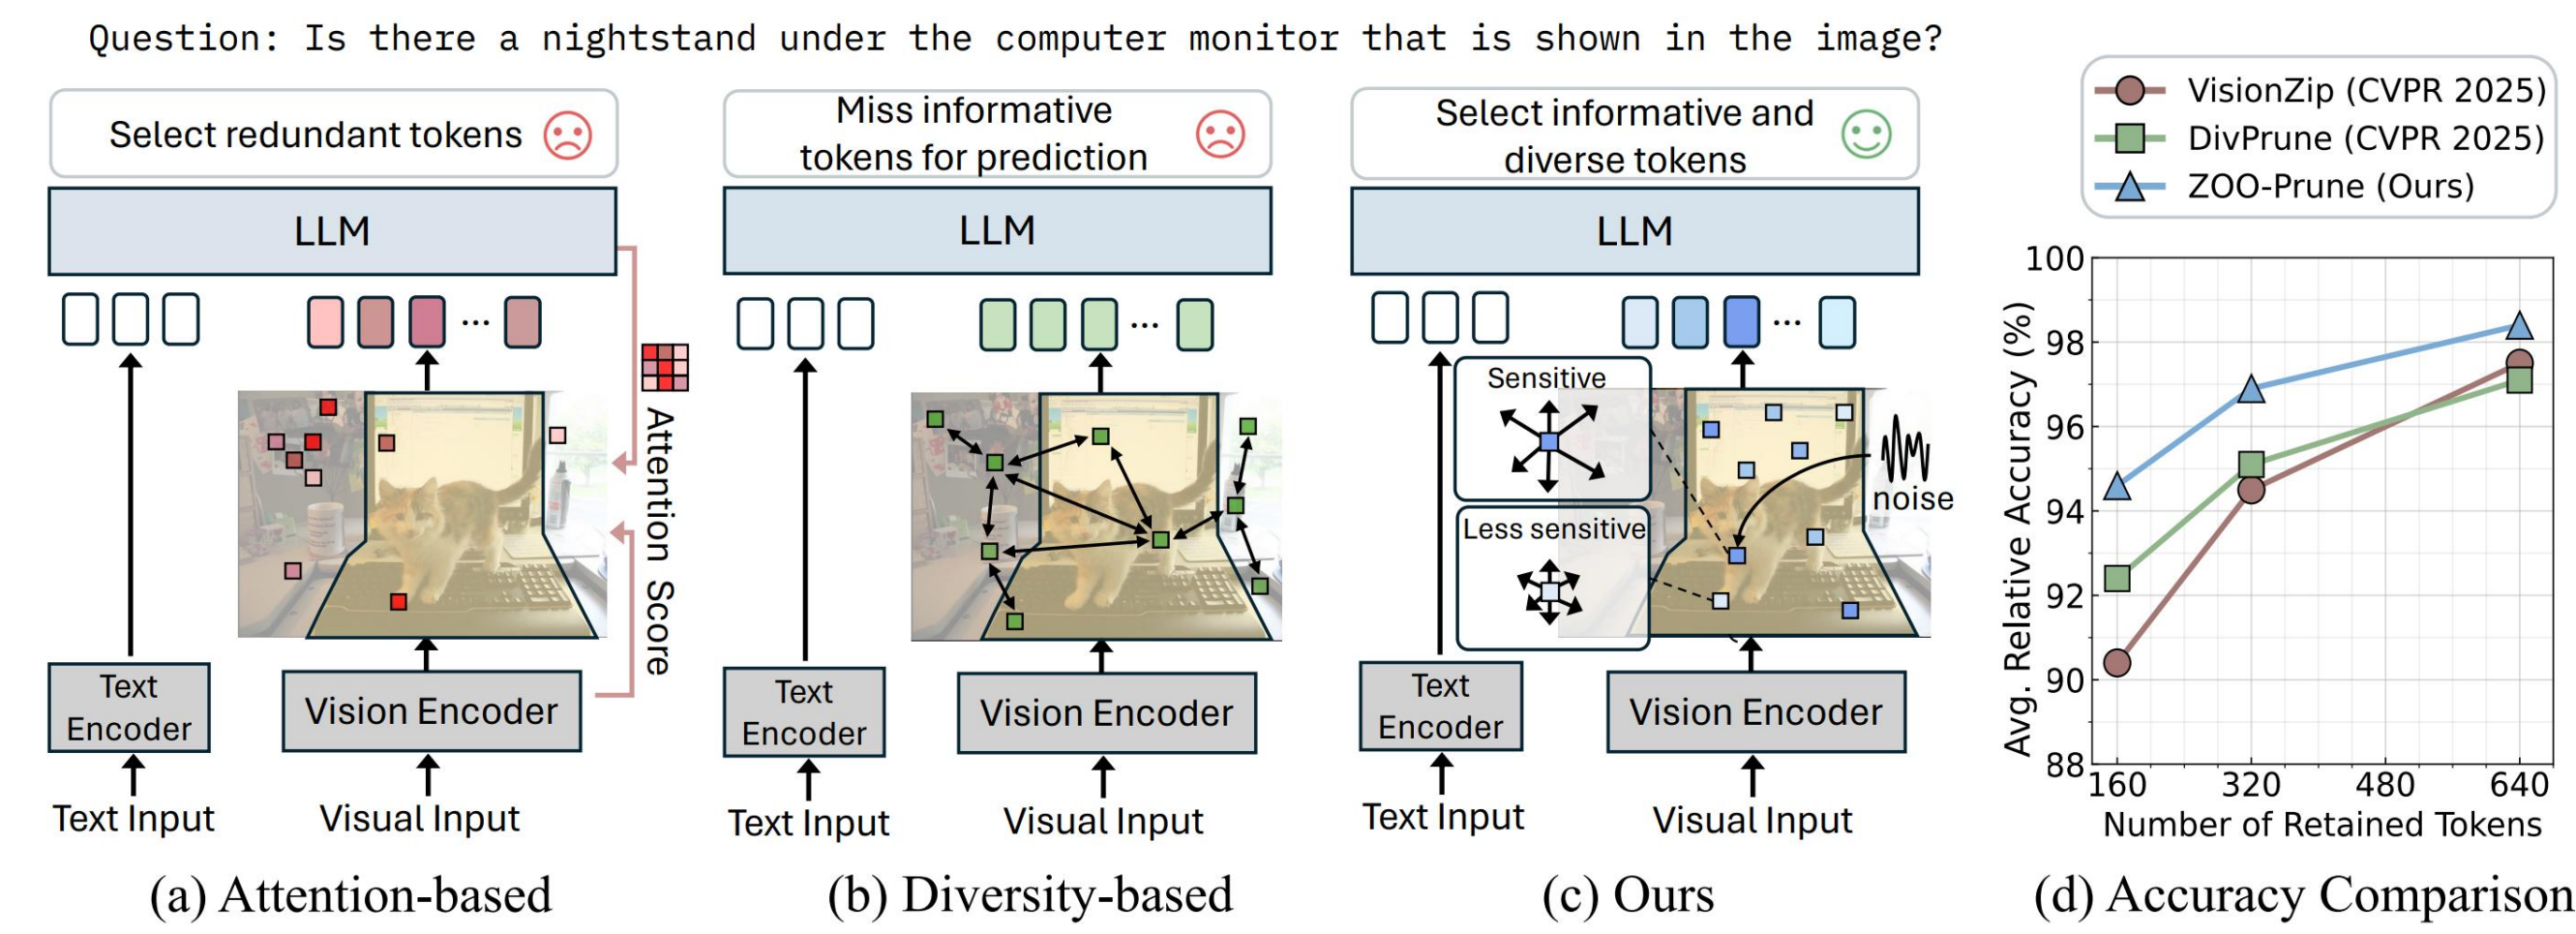 Question: Is there a nightstand under the computer monitor that is shown in the image?
Select redundant tokens
LLM
...
Attention Score
Text
Encoder
Vision Encoder
Text Input
Visual Input
(a) Attention-based
Miss informative
tokens for prediction
LLM
...
Text
Encoder
Vision Encoder
Text Input
Visual Input
(b) Diversity-based
Select informative and
diverse tokens
LLM
...
Sensitive
Less sensitive
noise
Text
Encoder
Vision Encoder
Text Input
Visual Input
(c) Ours
VisionZip (CVPR 2025)
DivPrune (CVPR 2025)
ZOO-Prune (Ours)
Avg. Relative Accuracy (%)
100
98
96
94
92
90
88
160 320 480 640
Number of Retained Tokens
(d) Accuracy Comparison